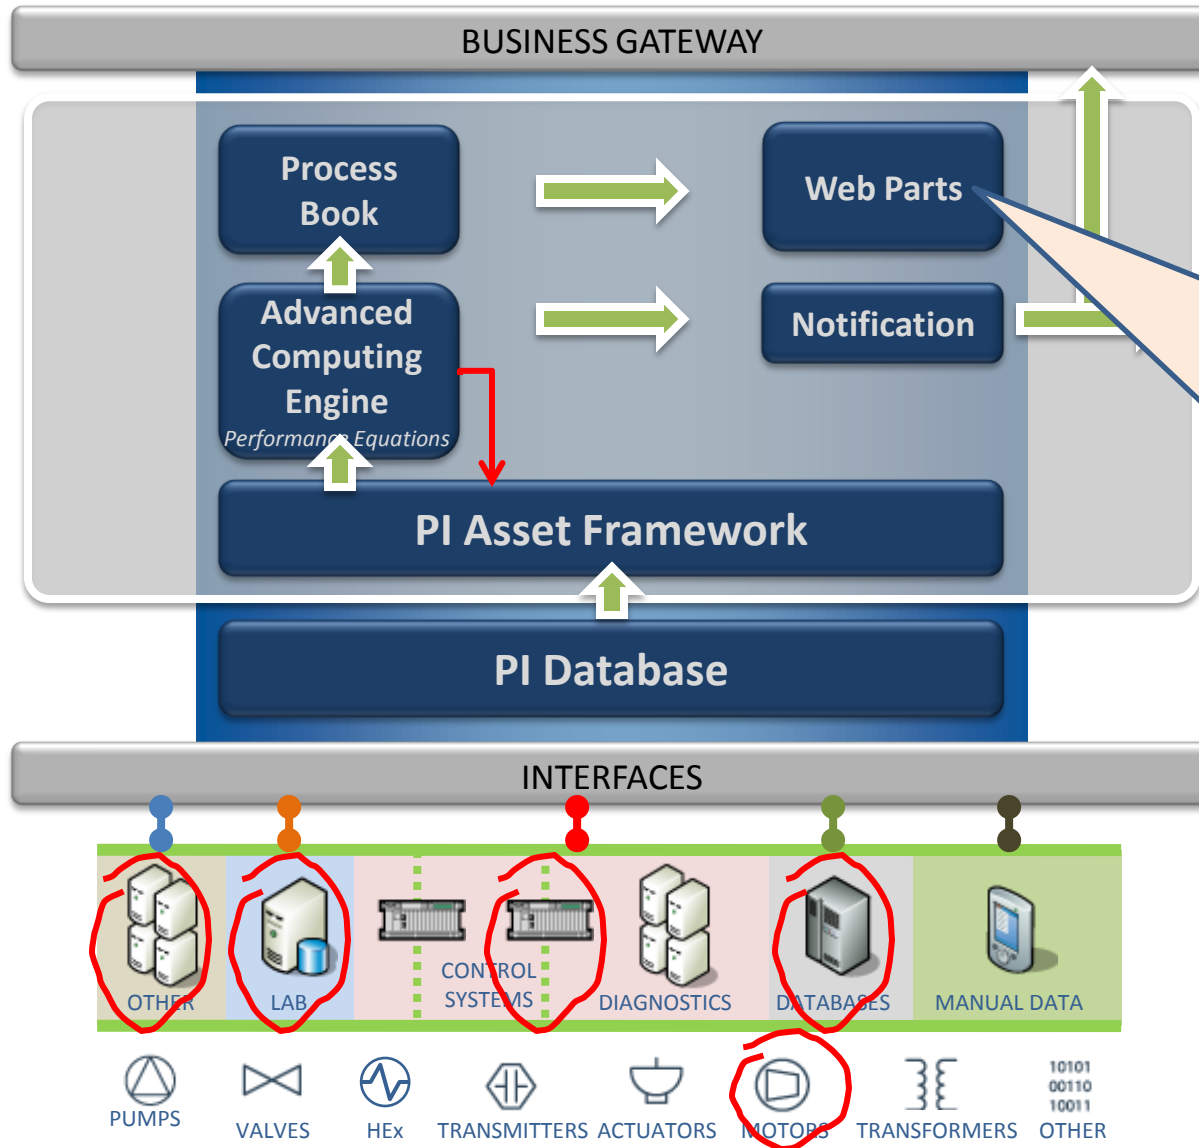 BUSINESS GATEWAY
Process
Book
Web Parts
Advanced
Computing
Engine
Performance Equations
Notification
PI Asset Framework
PI Database
INTERFACES
OTHER
LAB
CONTROL
SYSTEMS
DIAGNOSTICS
DATABASES
MANUAL DATA
PUMPS
VALVES
HEx
TRANSMITTERS
ACTUATORS
MOTORS
TRANSFORMERS
10101
00110
10011
OTHER